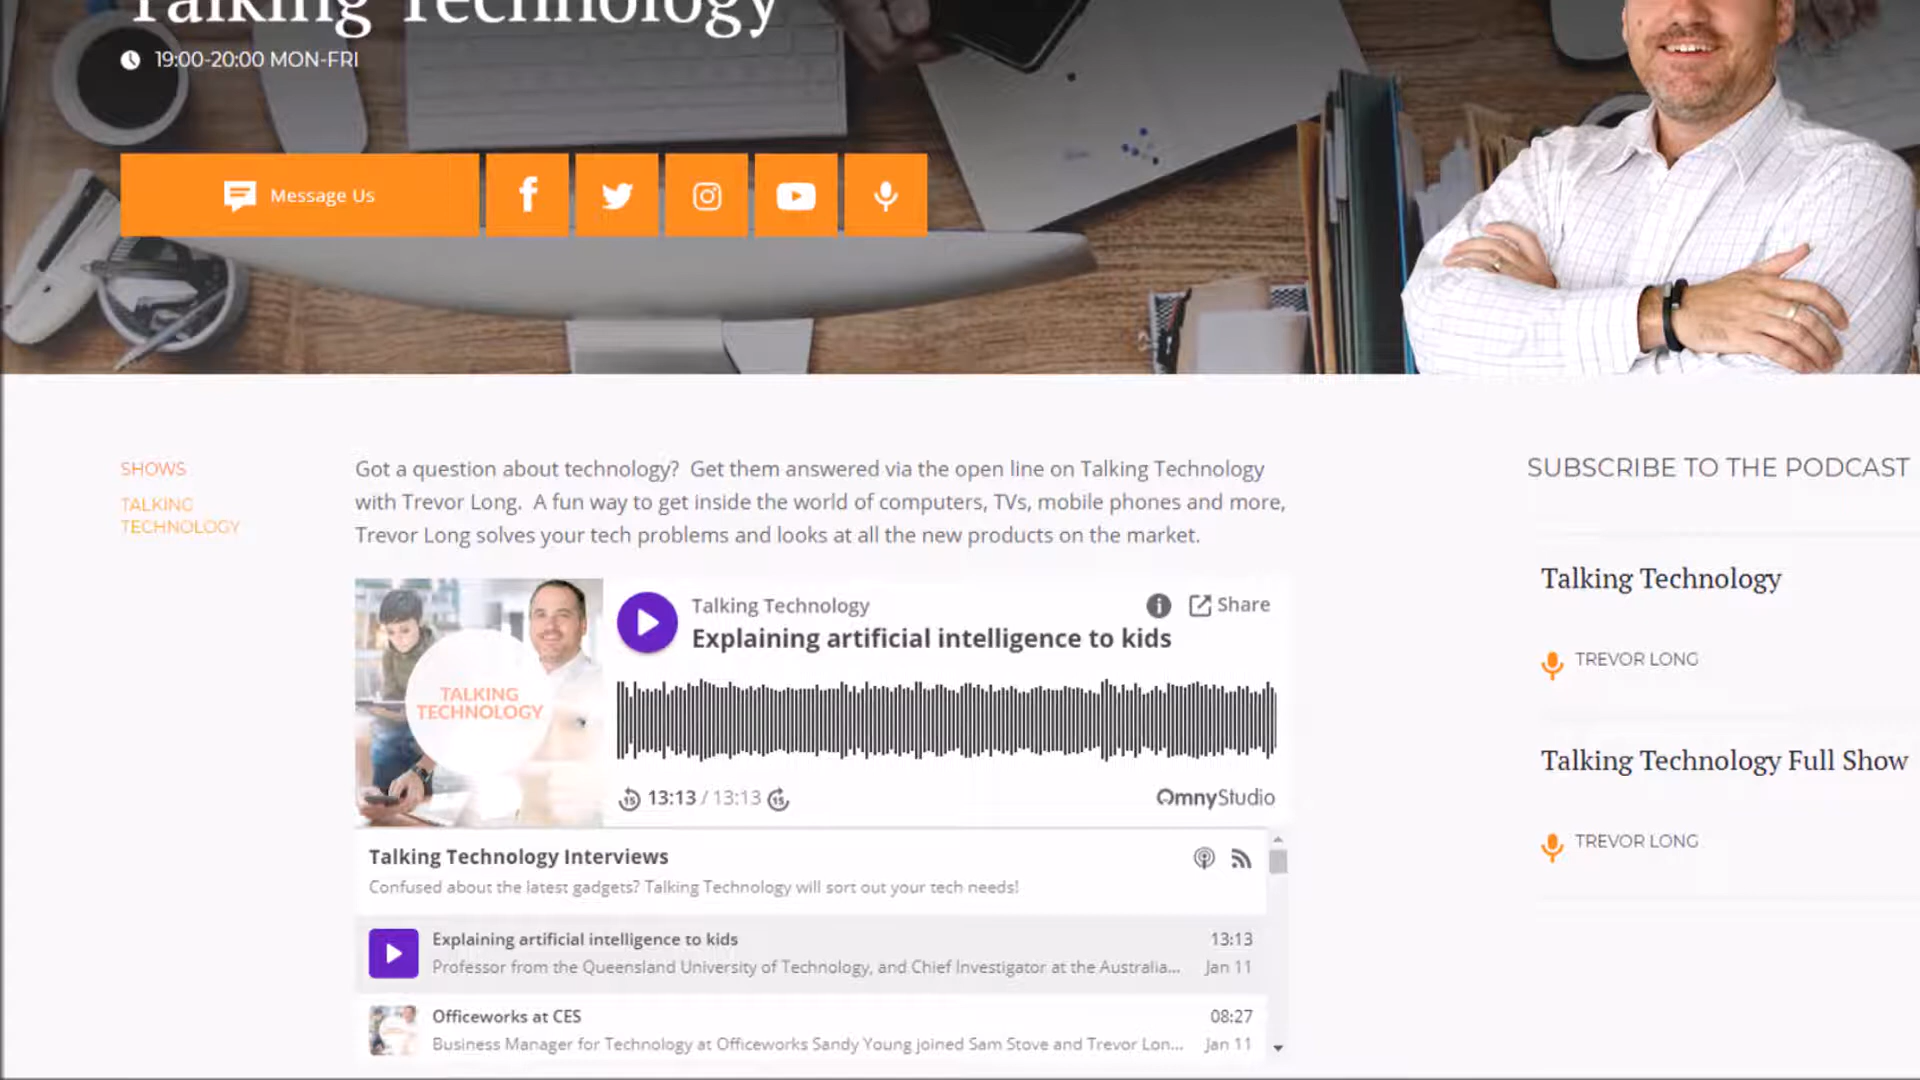 Talking Technology
19:00-20:00 MON-FRI
Message Us
SHOWS
TALKING
TECHNOLOGY
Got a question about technology?  Get them answered via the open line on Talking Technology
with Trevor Long.  A fun way to get inside the world of computers, TVs, mobile phones and more,
Trevor Long solves your tech problems and looks at all the new products on the market.
TALKING
TECHNOLOGY
Talking Technology
Share
Explaining artificial intelligence to kids
15 13:13 / 13:13 15
OmnyStudio
Talking Technology Interviews
Confused about the latest gadgets? Talking Technology will sort out your tech needs!
Explaining artificial intelligence to kids 13:13
Professor from the Queensland University of Technology, and Chief Investigator at the Australia... Jan 11
Officeworks at CES 08:27
Business Manager for Technology at Officeworks Sandy Young joined Sam Stove and Trevor Lon... Jan 11
SUBSCRIBE TO THE PODCAST
Talking Technology
TREVOR LONG
Talking Technology Full Show
TREVOR LONG